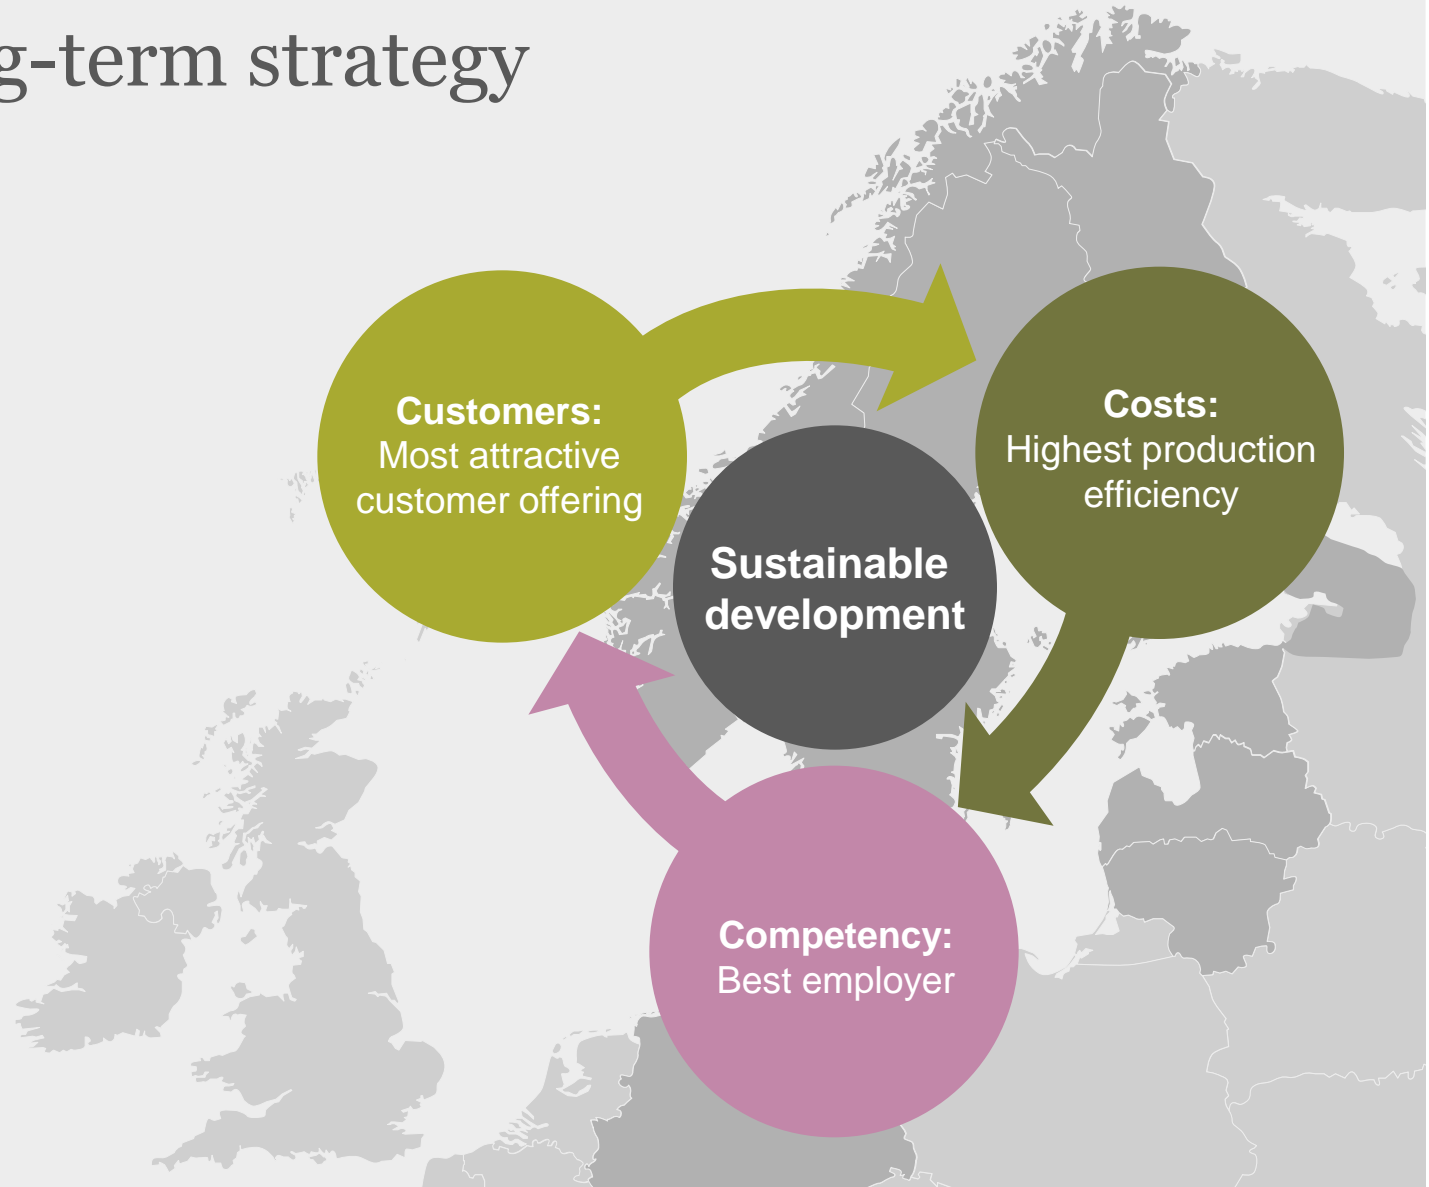 g-term strategy
Customers:
Most attractive
customer offering
Costs:
Highest production
efficiency
Sustainable
development
Competency:
Best employer